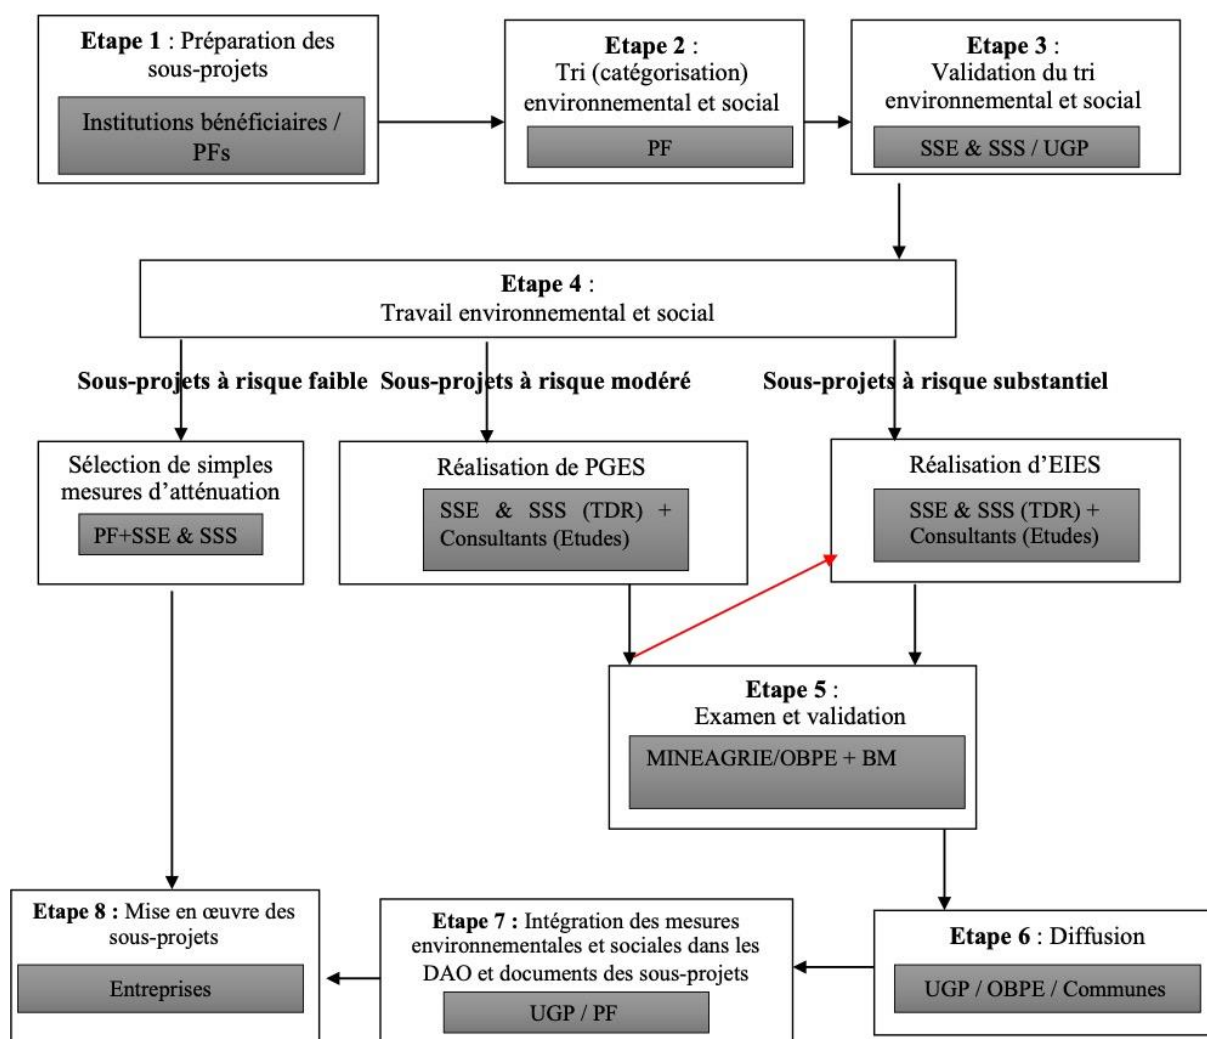 Etape 1 : Préparation des
sous-projets
Institutions bénéficiaires /
PFs
Etape 2 :
Tri (catégorisation)
environnemental et social
PF
Etape 3 :
Validation du tri
environnemental et social
SSE & SSS / UGP
Etape 4 :
Travail environnemental et social
Sous-projets à risque faible
Sous-projets à risque modéré
Sous-projets à risque substantiel
Sélection de simples
mesures d’atténuation
PF+SSE & SSS
Réalisation de PGES
SSE & SSS (TDR) +
Consultants (Etudes)
Réalisation d’EIES
SSE & SSS (TDR) +
Consultants (Etudes)
Etape 5 :
Examen et validation
MINEAGRIE/OBPE + BM
Etape 8 : Mise en œuvre des
sous-projets
Entreprises
Etape 7 : Intégration des mesures
environnementales et sociales dans les
DAO et documents des sous-projets
UGP / PF
Etape 6 : Diffusion
UGP / OBPE / Communes